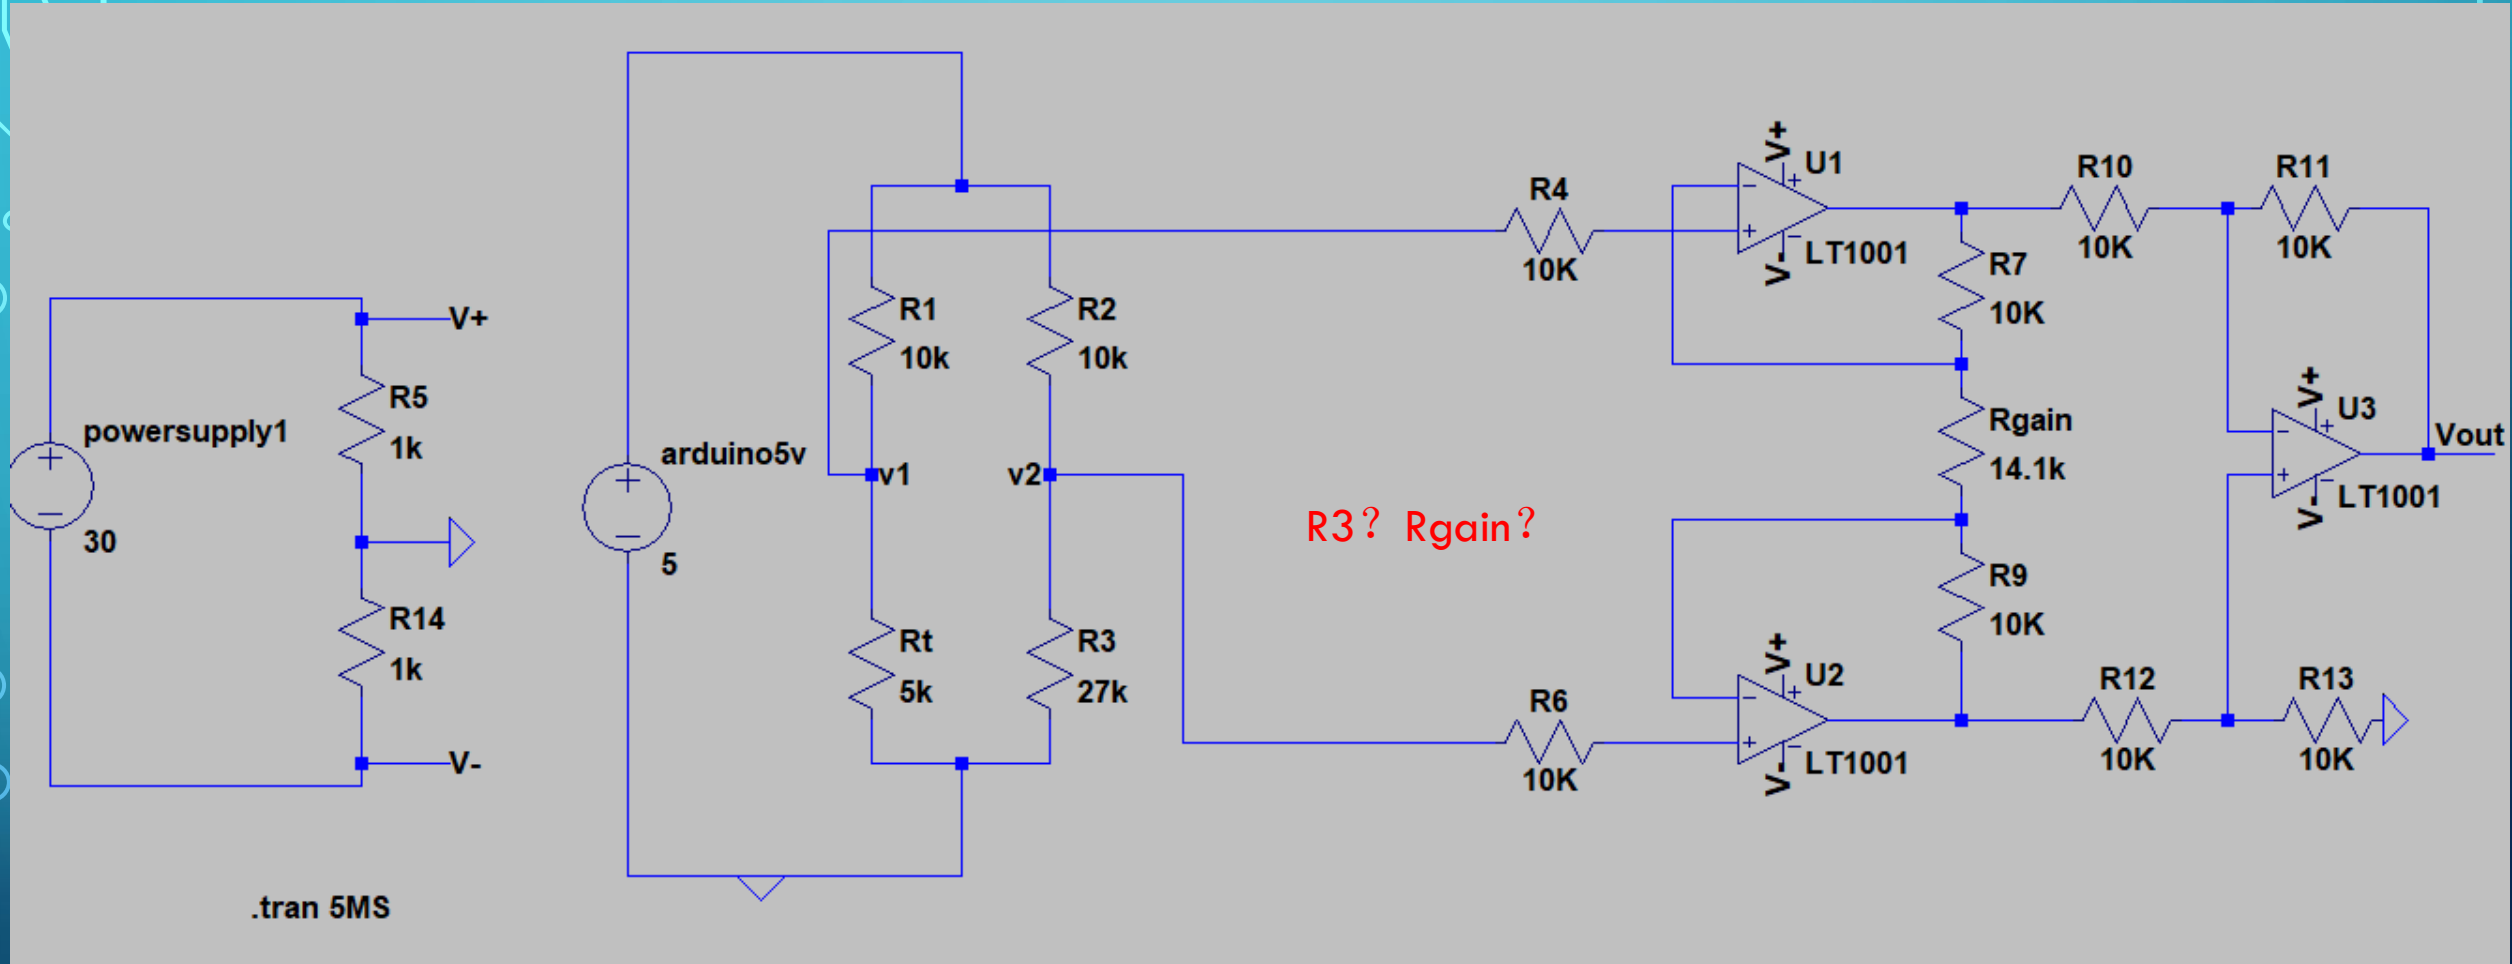 V+
R5
1k
powersupply1
30
R14
1k
V-
.tran 5MS
arduino5v
5
R1
10k
R2
10k
v1
v2
Rt
5k
R3
27k
R3？Rgain？
R4
10K
V+
U1
LT1001
V-
R10
10K
R11
10K
R7
10K
Rgain
14.1k
R9
10K
V+
U3
Vout
LT1001
V-
R6
10K
V+
U2
LT1001
V-
R12
10K
R13
10K